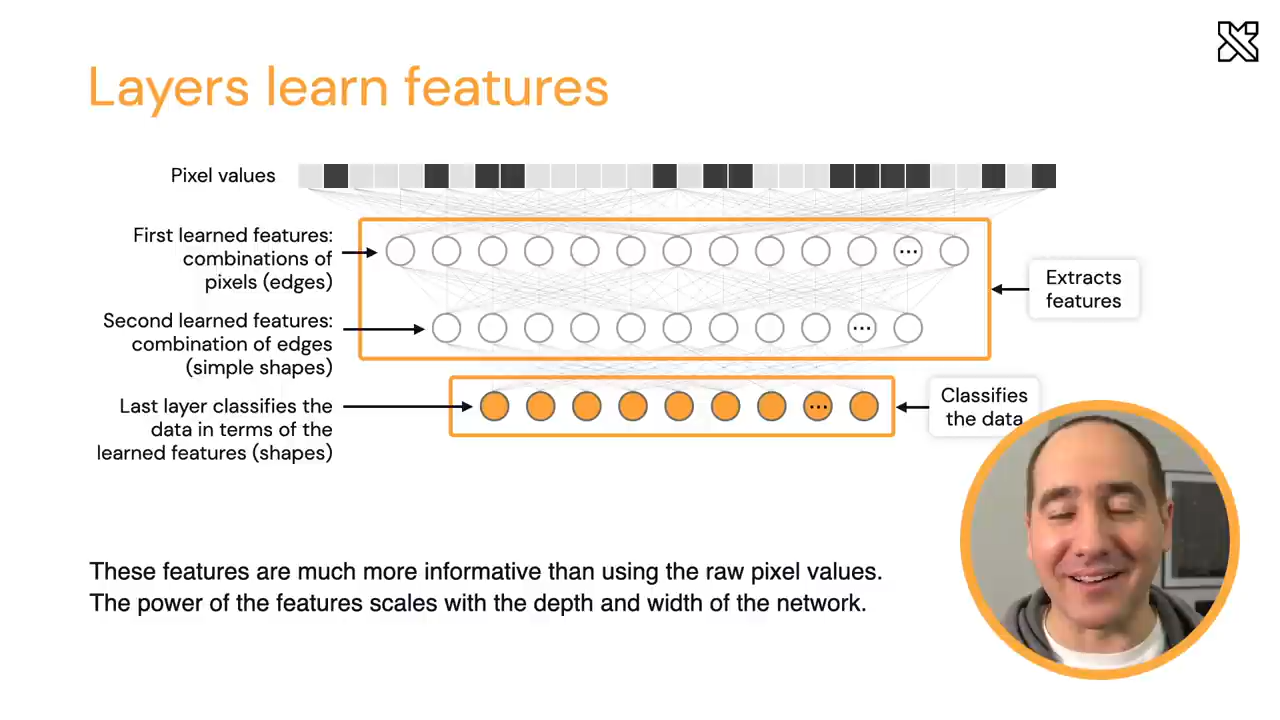 Layers learn features
Pixel values
First learned features:
combinations of
pixels (edges)
Extracts
features
Second learned features:
combination of edges
(simple shapes)
Last layer classifies the
data in terms of the
learned features (shapes)
Classifies
the data
These features are much more informative than using the raw pixel values.
The power of the features scales with the depth and width of the network.